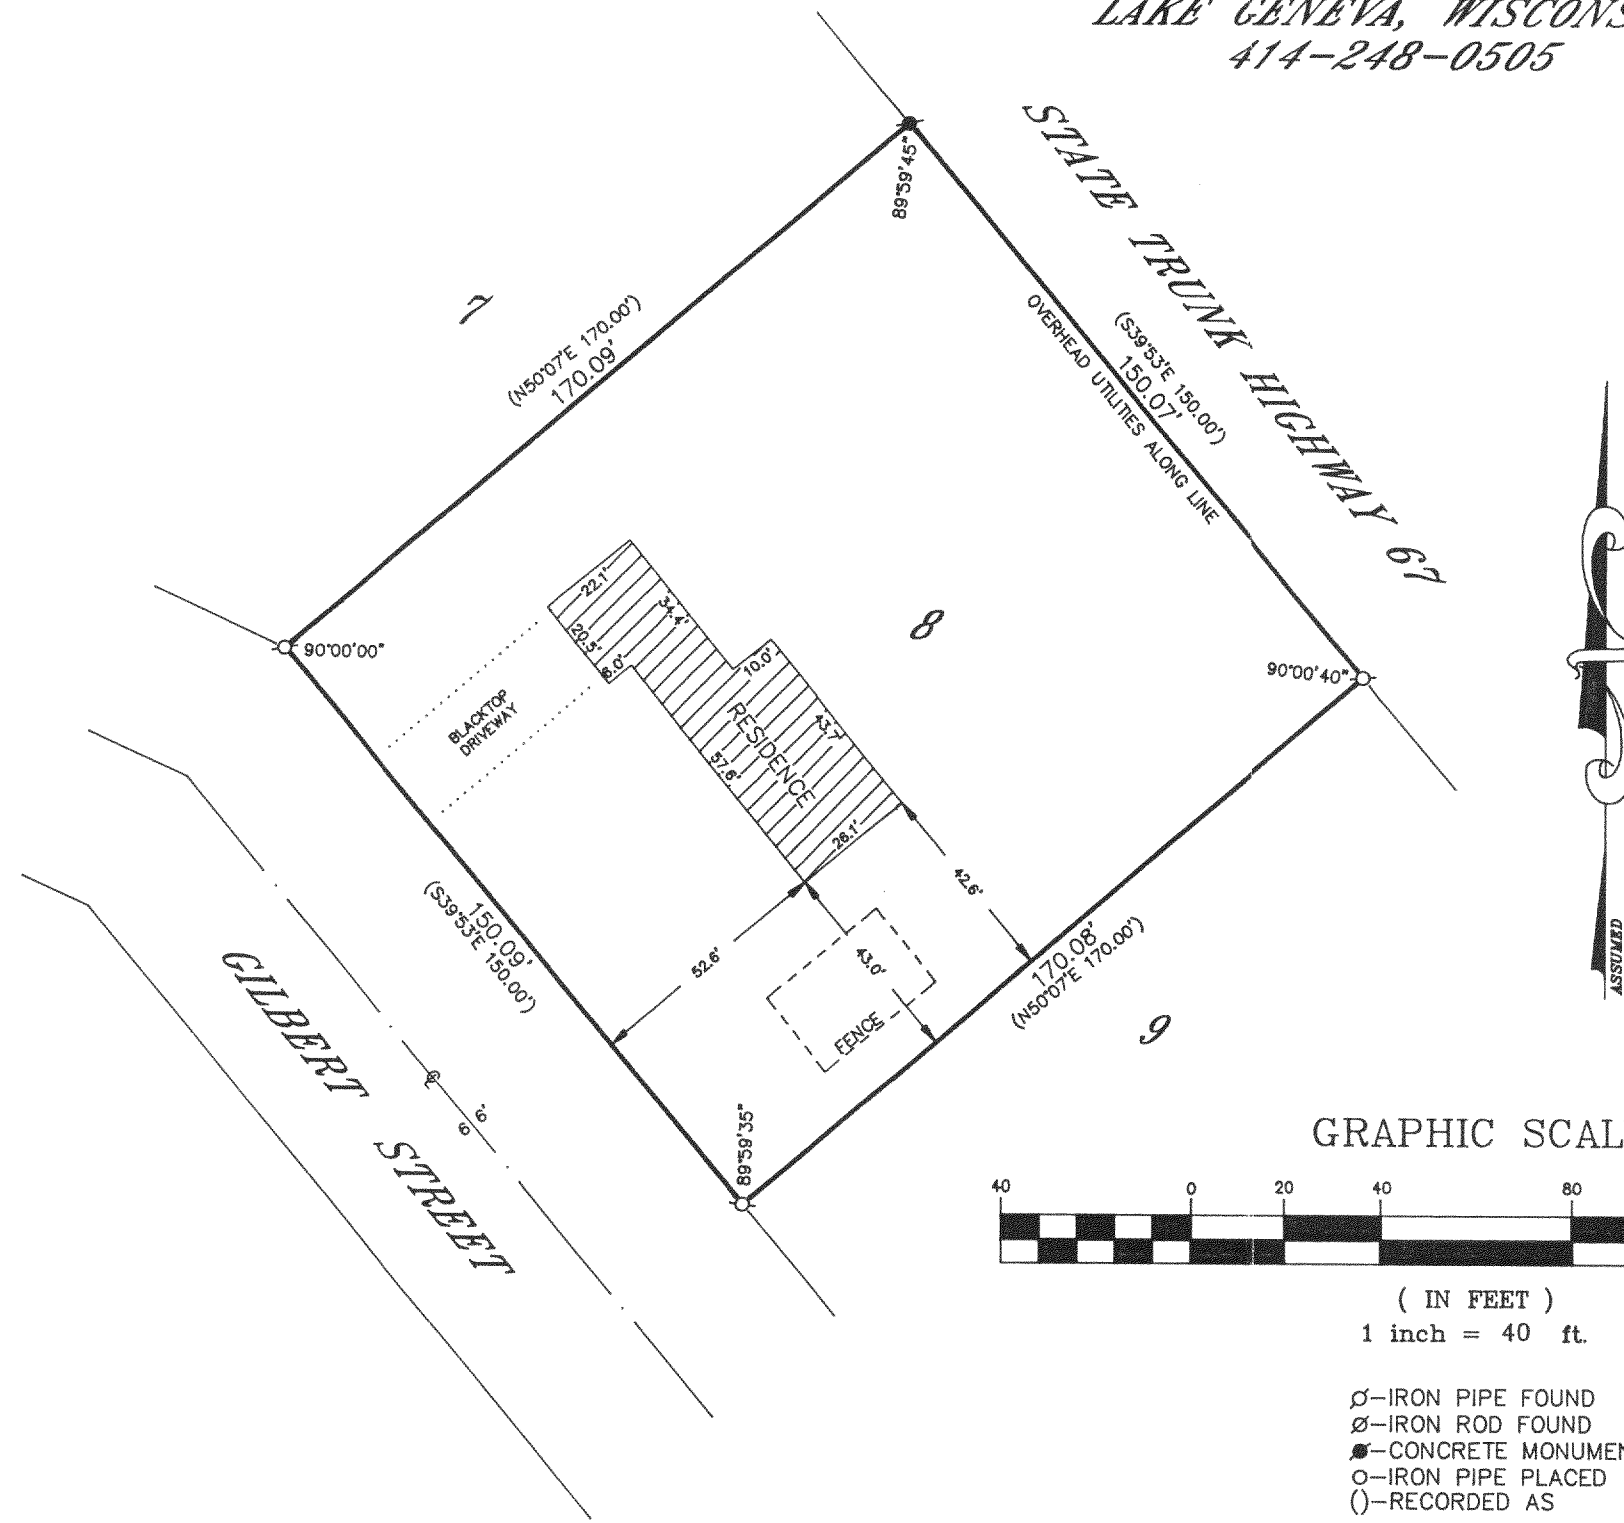 LAKE GENEVA, WISCONS
414-248-0505
STATE TRUNK HIGHWAY 67
89°59'45"
7
(N50°07'E 170.00')
170.09'
OVERHEAD UTILITIES ALONG LINE
(S39°53'E 150.00')
150.07'
22.1'
34.4'
20.5'
6.0'
10.0'
8
90°00'00"
90°00'40"
BLACKTOP
DRIVEWAY
RESIDENCE
43.7'
57.6'
26.1'
42.6'
150.09'
(S39°53'E 150.00')
52.6'
43.0'
FENCE
170.08'
(N50°07'E 170.00')
9
ASSUMED
GILBERT STREET
66'
89°59'35"
GRAPHIC SCAL
40 0 20 40 80
( IN FEET )
1 inch = 40 ft.
-IRON PIPE FOUND
-IRON ROD FOUND
-CONCRETE MONUMEN
-IRON PIPE PLACED
()-RECORDED AS